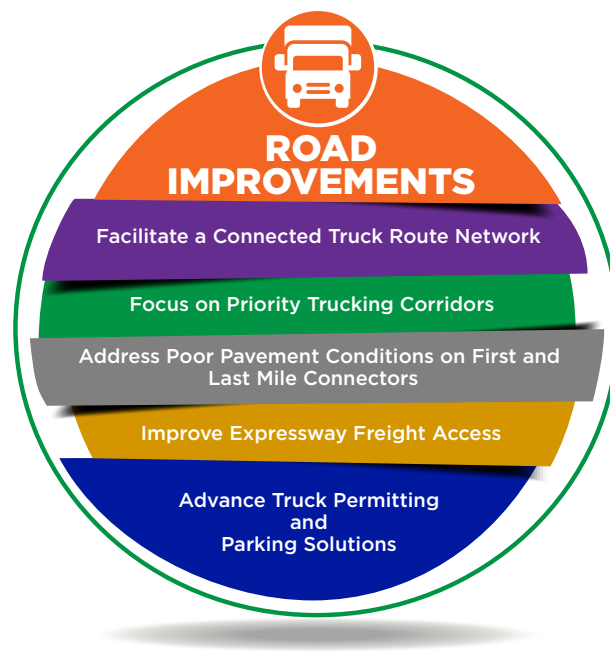 ROAD
IMPROVEMENTS
Facilitate a Connected Truck Route Network
Focus on Priority Trucking Corridors
Address Poor Pavement Conditions on First and
Last Mile Connectors
Improve Expressway Freight Access
Advance Truck Permitting
and
Parking Solutions